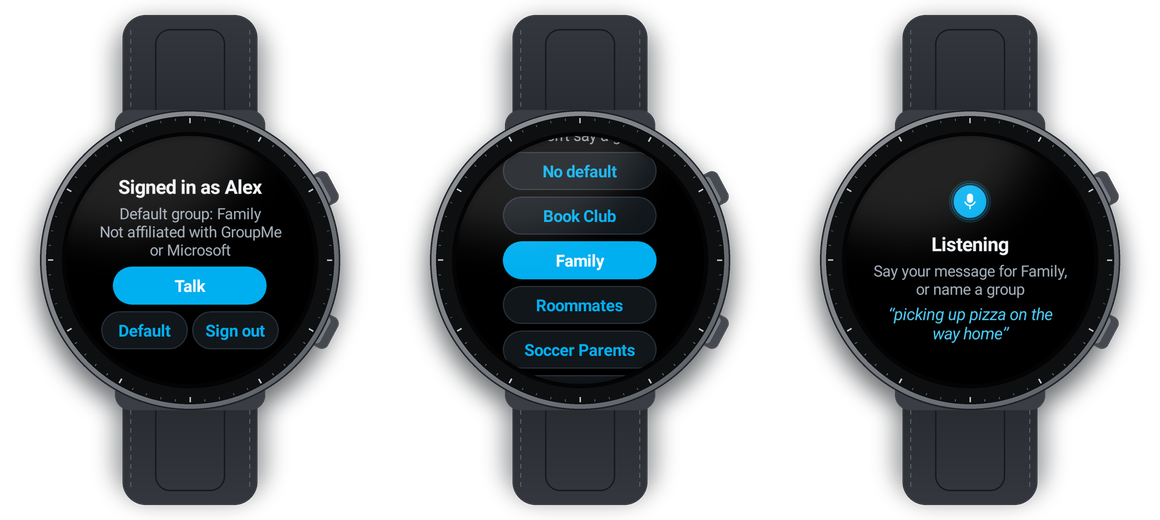 Signed in as Alex
Default group: Family
Not affiliated with GroupMe
or Microsoft
Talk
Default
Sign out
No default
Book Club
Family
Roommates
Soccer Parents
Listening
Say your message for Family,
or name a group
“picking up pizza on the
way home”